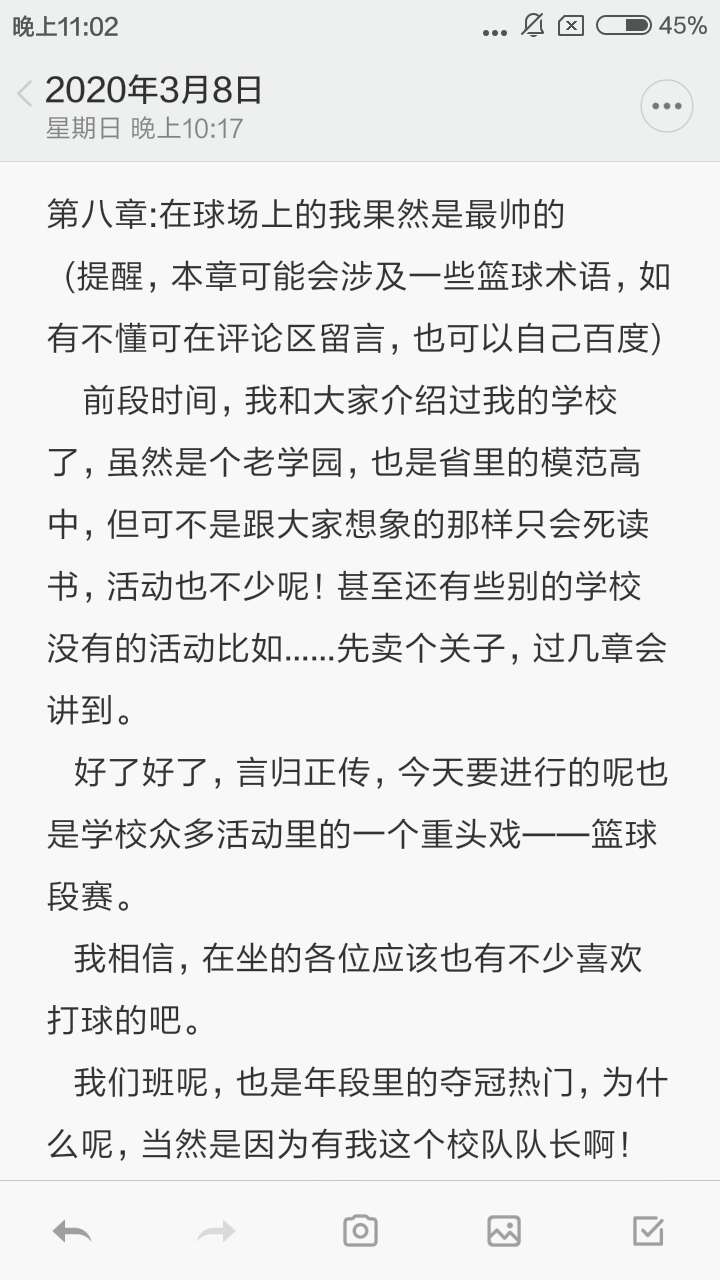 晚上11:02
45%
2020年3月8日
星期日 晚上10:17
第八章:在球场上的我果然是最帅的
（提醒，本章可能会涉及一些篮球术语，如
有不懂可在评论区留言，也可以自己百度）
前段时间，我和大家介绍过我的学校
了，虽然是个老学园，也是省里的模范高
中，但可不是跟大家想象的那样只会死读
书，活动也不少呢！甚至还有些别的学校
没有的活动比如……先卖个关子，过几章会
讲到。
好了好了，言归正传，今天要进行的呢也
是学校众多活动里的一个重头戏——篮球
段赛。
我相信，在坐的各位应该也有不少喜欢
打球的吧。
我们班呢，也是年段里的夺冠热门，为什
么呢，当然是因为有我这个校队队长啊！